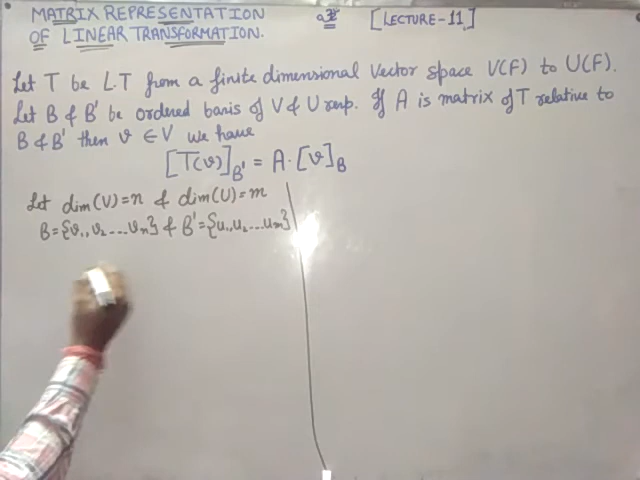 MATRIX REPRESENTATION
OF LINEAR TRANSFORMATION.
[LECTURE-11]
Let T be L.T from a finite dimensional Vector space V(F) to U(F).
Let B & B' be ordered basis of V & U resp. If A is matrix of T relative to
B & B' then v ∈ V we have
[T(v)]_B' = A·[v]_B
Let dim(V)=n & dim(U)=m
B={v₁,v₂...vₙ} & B'={u₁,u₂...uₘ}